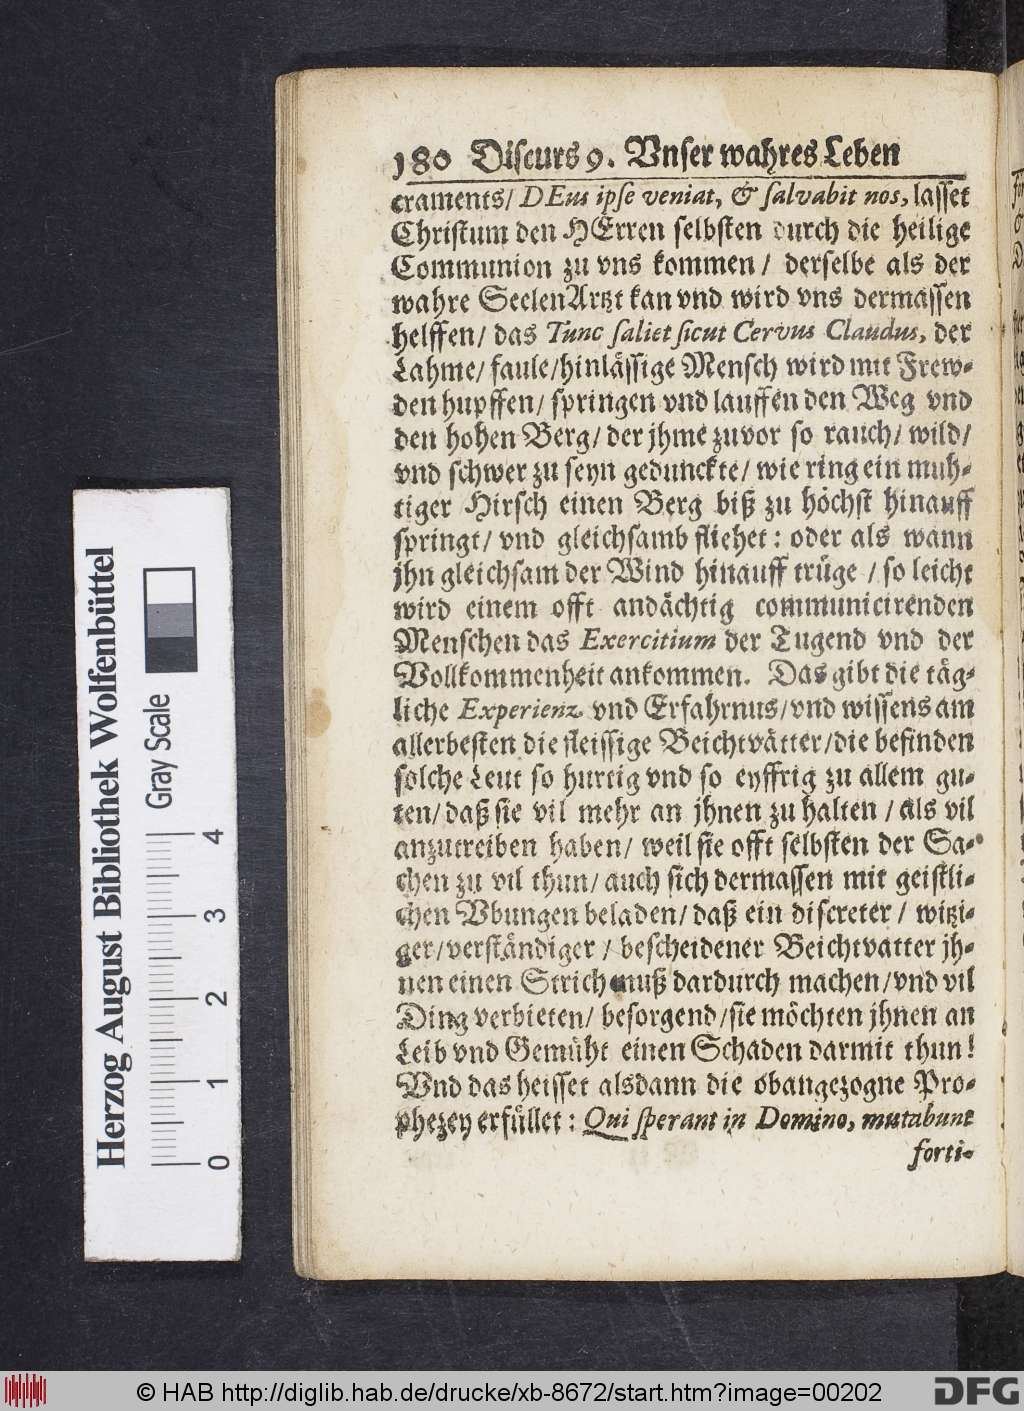 180 Discurs 9. Vnser wahres Leben
craments/ DEus ipse veniat, & salvabit nos, lasset
Christum den HErren selbsten durch die heilige
Communion zu vns kommen/ derselbe als der
wahre SeelenArtzt kan vnd wird vns dermassen
helffen/ das Tunc saliet sicut Cervus Claudus, der
Lahme/ faule/ hinlässige Mensch wird mit Frew-
den hupffen/ springen vnd lauffen den Weg vnd
den hohen Berg/ der jhme zuvor so rauch/ wild/
vnd schwer zu seyn gedunckte/ wie ring ein muh-
tiger Hirsch einen Berg biß zu höchst hinauff
springt/ vnd gleichsamb fliehet: oder als wann
jhn gleichsam der Wind hinauff trüge / so leicht
wird einem offt andächtig communicirenden
Menschen das Exercitium der Tugend vnd der
Vollkommenheit ankommen. Das gibt die täg-
liche Experienz vnd Erfahrnus/ vnd wissens am
allerbesten die fleissige Beichtvätter/ die befinden
solche Leut so hurtig vnd so eyffrig zu allem gu-
ten/ daß sie vil mehr an jhnen zu halten / als vil
anzutreiben haben/ weil sie offt selbsten der Sa-
chen zu vil thun/ auch sich dermassen mit geistli-
chen Vbungen beladen/ daß ein discreter / witzi-
ger/ verständiger / bescheidener Beichtvatter jh-
nen einen Strich muß dardurch machen/ vnd vil
Ding verbieten/ besorgend/ sie möchten jhnen an
Leib vnd Gemüht einen Schaden darmit thun!
Vnd das heisset alsdann die obangezogne Pro-
phezey erfüllet: Qui sperant in Domino, mutabunt
forti-
Herzog August Bibliothek Wolfenbüttel
Gray Scale
0 1 2 3 4
© HAB http://diglib.hab.de/drucke/xb-8672/start.htm?image=00202
DFG